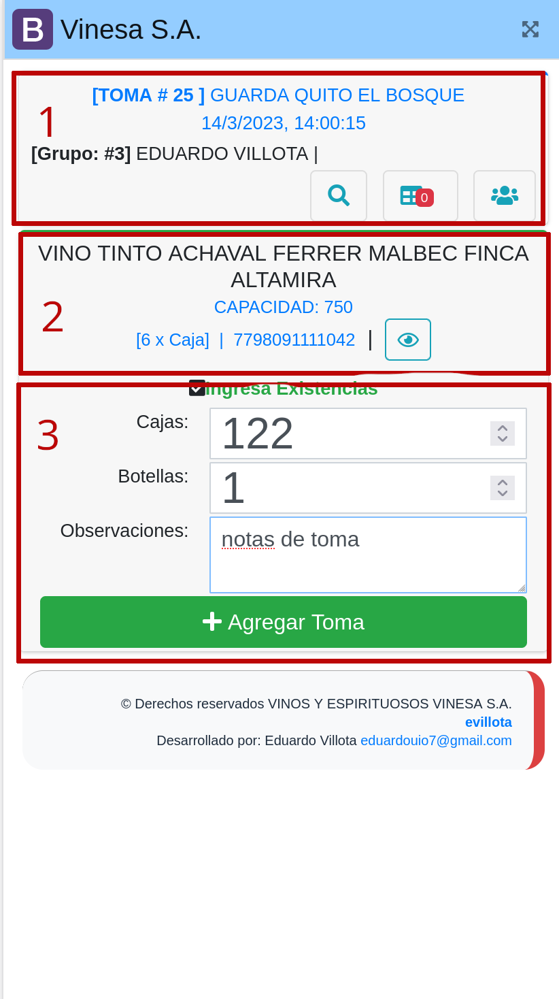 B Vinesa S.A.
1
[TOMA # 25 ] GUARDA QUITO EL BOSQUE
14/3/2023, 14:00:15
[Grupo: #3] EDUARDO VILLOTA |
0
VINO TINTO ACHAVAL FERRER MALBEC FINCA
ALTAMIRA
2
CAPACIDAD: 750
[6 x Caja] | 7798091111042 |
Ingresa Existencias
3
Cajas: 122
Botellas: 1
Observaciones: notas de toma
Agregar Toma
© Derechos reservados VINOS Y ESPIRITUOSOS VINESA S.A.
evillota
Desarrollado por: Eduardo Villota eduardouio7@gmail.com